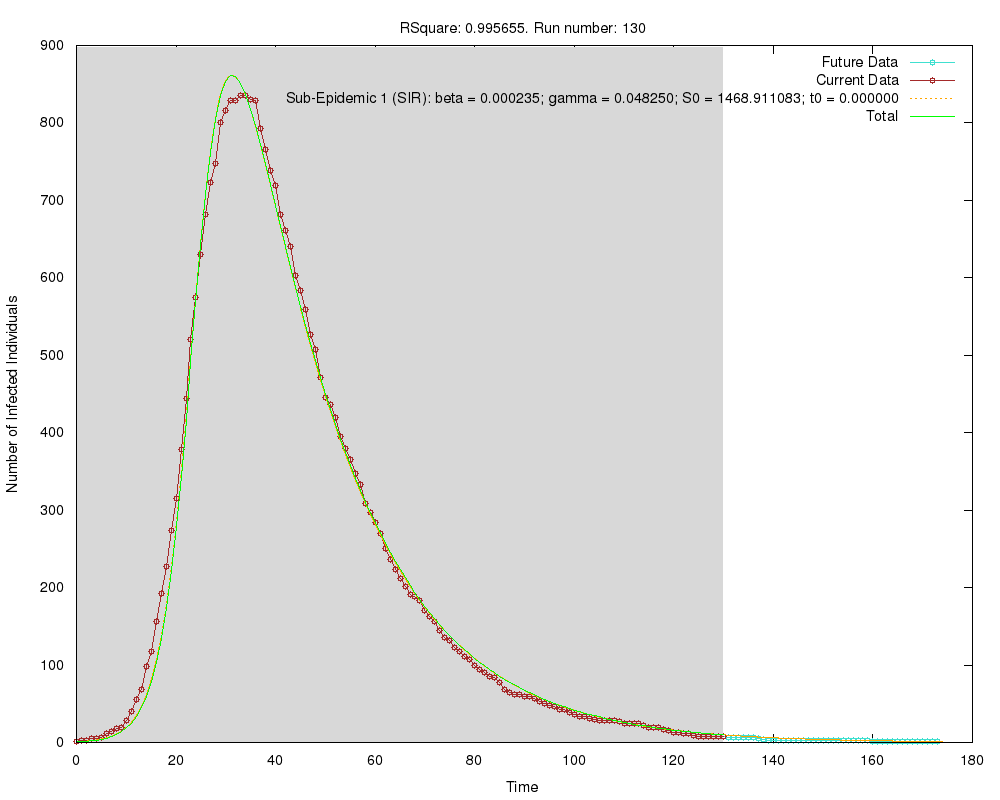 RSquare: 0.995655. Run number: 130
Future Data
Current Data
Sub-Epidemic 1 (SIR): beta = 0.000235; gamma = 0.048250; S0 = 1468.911083; t0 = 0.000000
Total
900
800
700
600
500
400
300
200
100
0
Number of Infected Individuals
0 20 40 60 80 100 120 140 160 180
Time